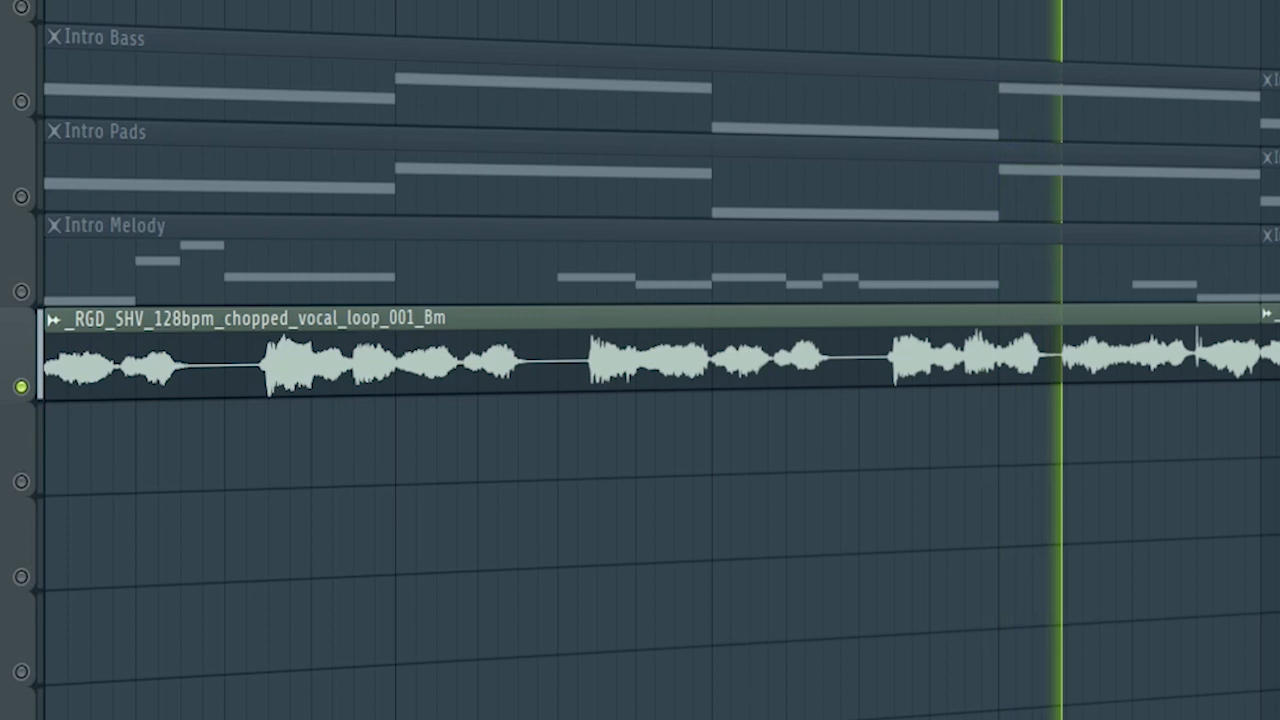 Intro Bass
Intro Pads
Intro Melody
_RGD_SHV_128bpm_chopped_vocal_loop_001_Bm